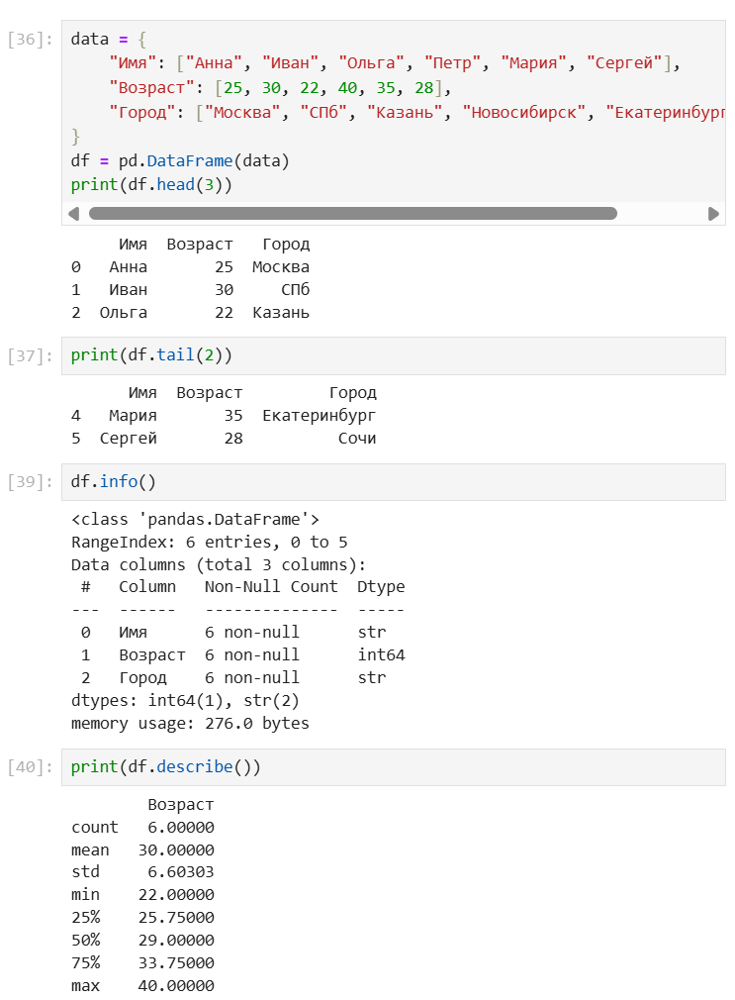 [36]: data = {
    "Имя": ["Анна", "Иван", "Ольга", "Петр", "Мария", "Сергей"],
    "Возраст": [25, 30, 22, 40, 35, 28],
    "Город": ["Москва", "СПб", "Казань", "Новосибирск", "Екатеринбург
}
df = pd.DataFrame(data)
print(df.head(3))
     Имя  Возраст   Город
0   Анна       25  Москва
1   Иван       30     СПб
2  Ольга       22  Казань
[37]: print(df.tail(2))
      Имя  Возраст         Город
4   Мария       35  Екатеринбург
5  Сергей       28          Сочи
[39]: df.info()
<class 'pandas.DataFrame'>
RangeIndex: 6 entries, 0 to 5
Data columns (total 3 columns):
 #   Column   Non-Null Count  Dtype
---  ------   --------------  -----
 0   Имя      6 non-null      str
 1   Возраст  6 non-null      int64
 2   Город    6 non-null      str
dtypes: int64(1), str(2)
memory usage: 276.0 bytes
[40]: print(df.describe())
        Возраст
count   6.00000
mean   30.00000
std     6.60303
min    22.00000
25%    25.75000
50%    29.00000
75%    33.75000
max    40.00000